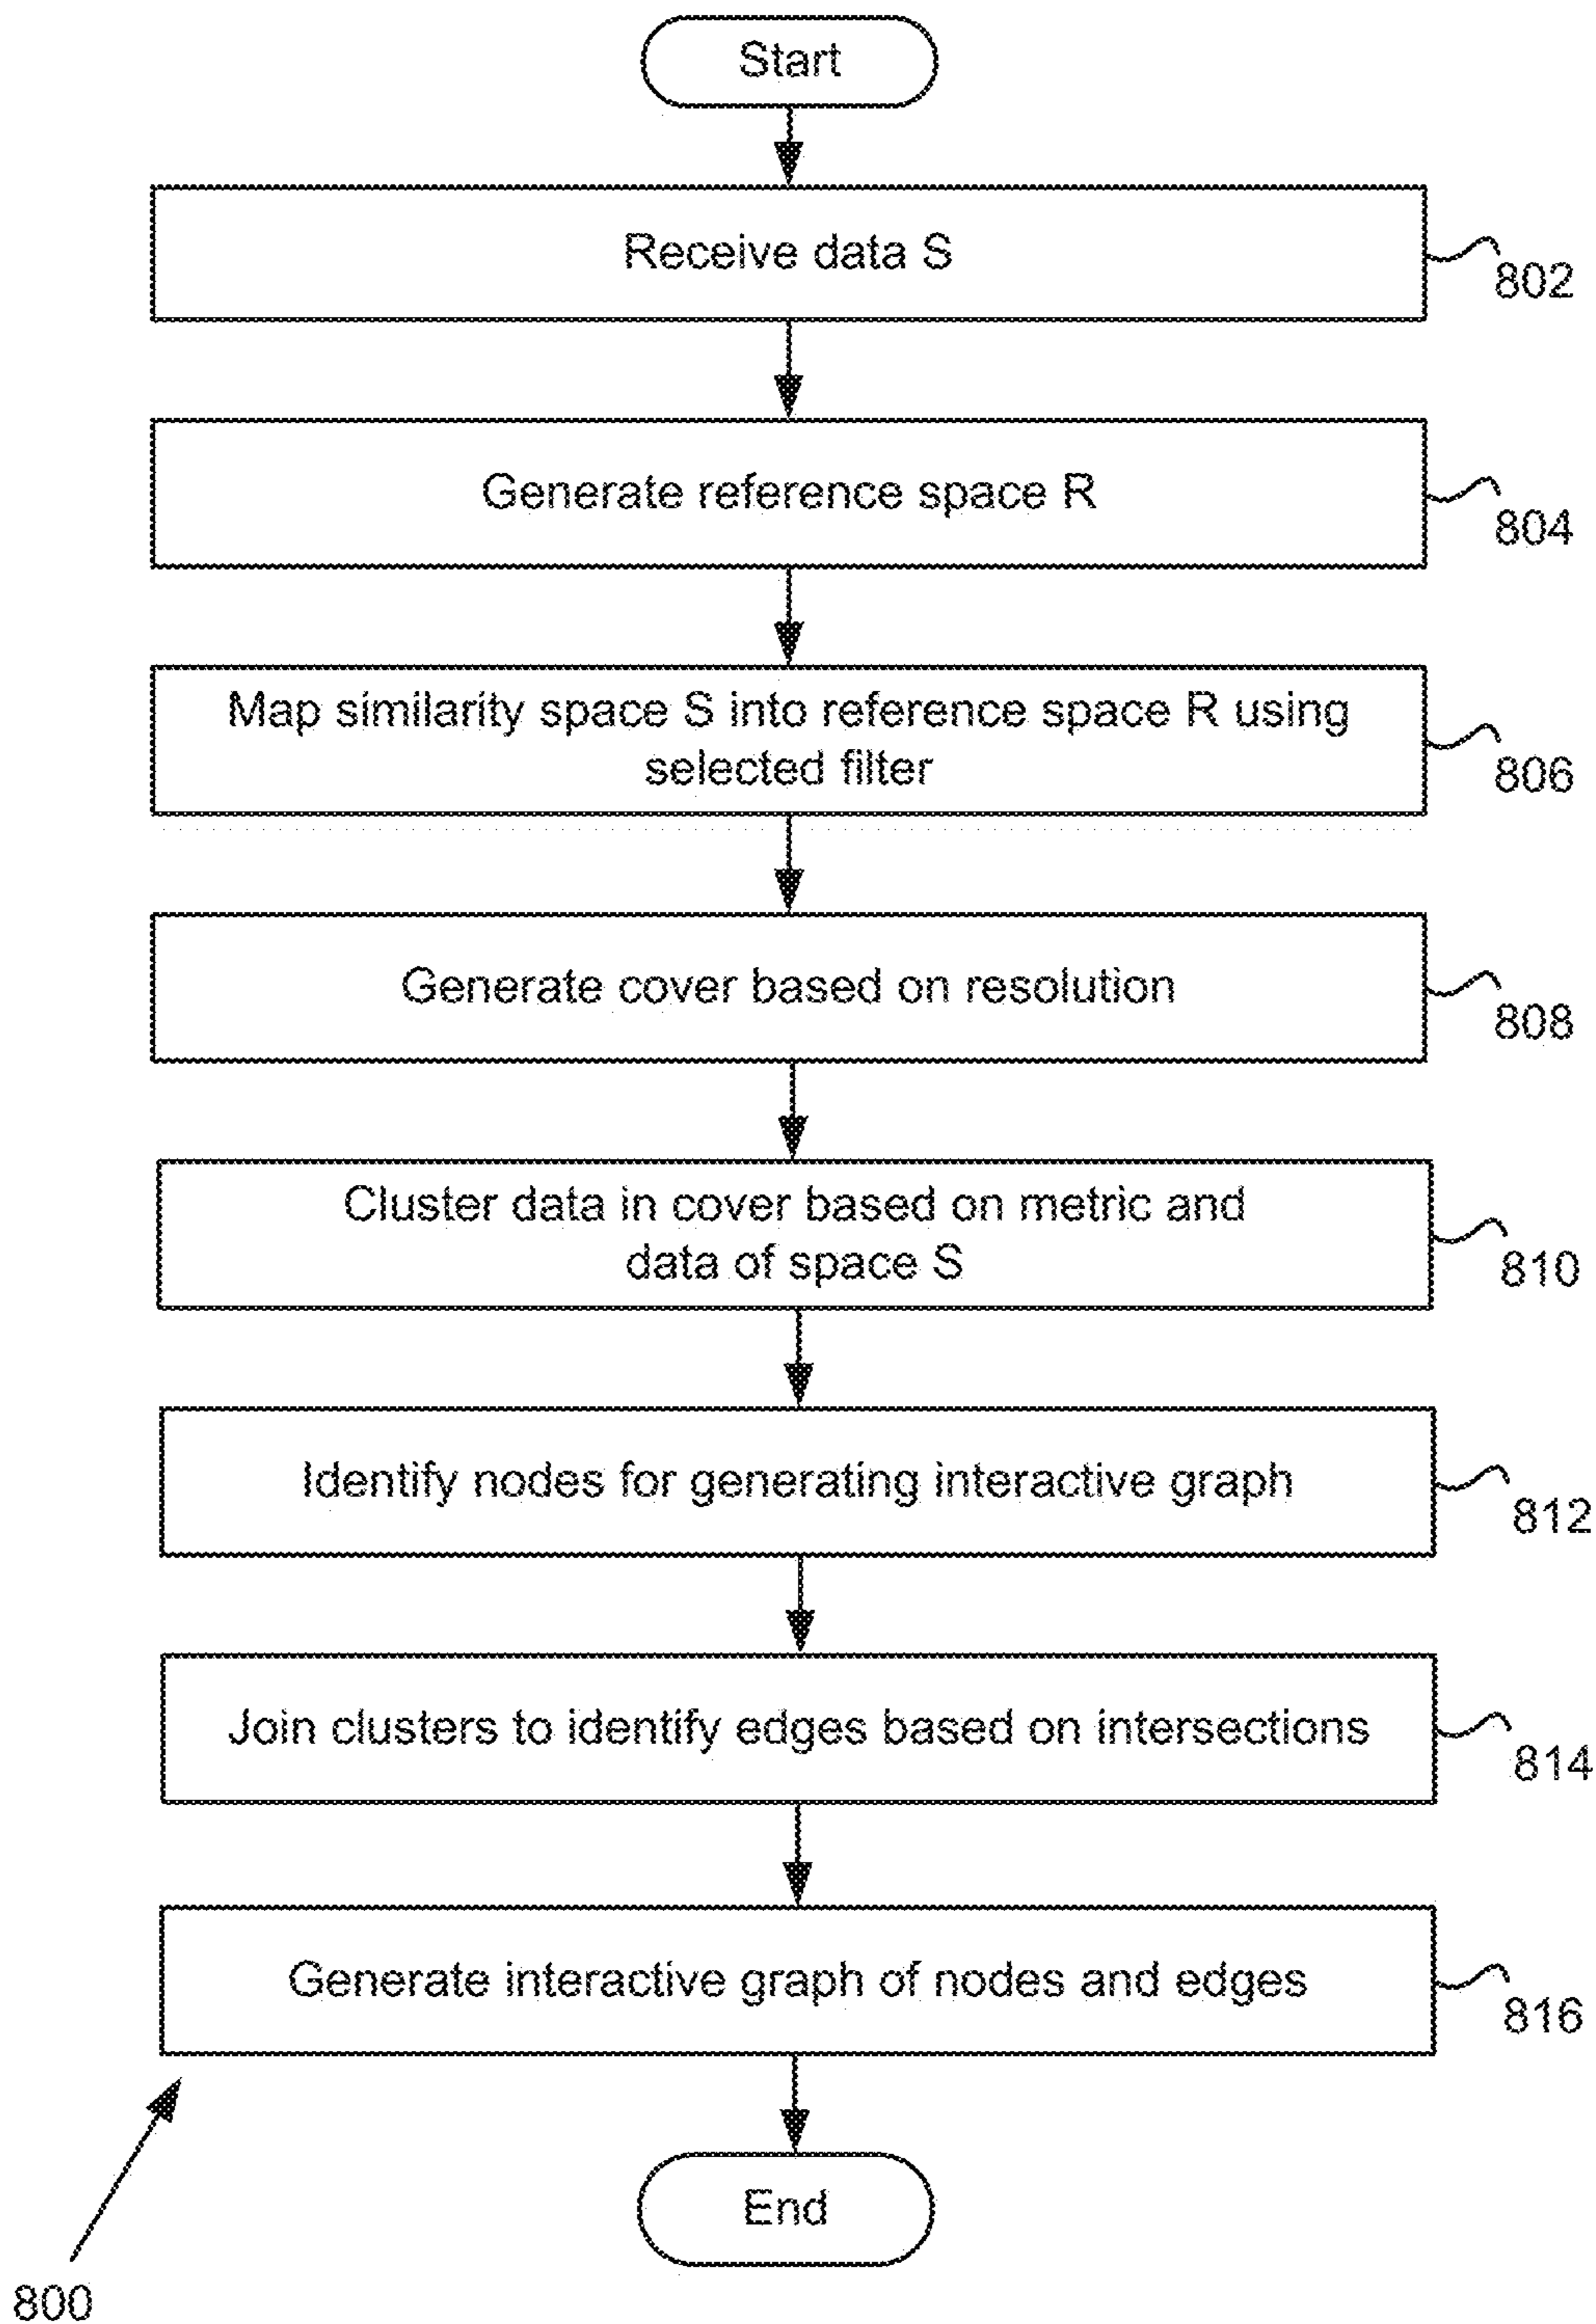 Start
Receive data S
802
Generate reference space R
804
Map similarity space S into reference space R using
selected filter
806
Generate cover based on resolution
808
Cluster data in cover based on metric and
data of space S
810
Identify nodes for generating interactive graph
812
Join clusters to identify edges based on intersections
814
Generate interactive graph of nodes and edges
816
End
800